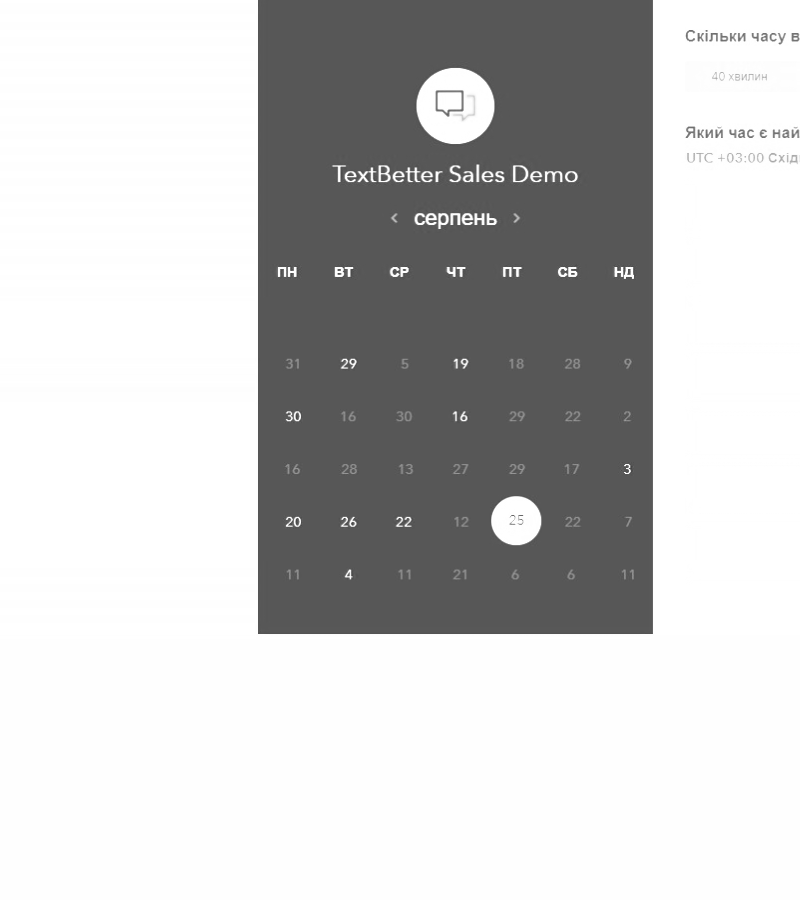 TextBetter Sales Demo
серпень
ПН ВТ СР ЧТ ПТ СБ НД
31 29 5 19 18 28 9
30 16 30 16 29 22 2
16 28 13 27 29 17 3
20 26 22 12 25 22 7
11 4 11 21 6 6 11
Скільки часу в
40 хвилин
Який час є най
UTC +03:00 Схід